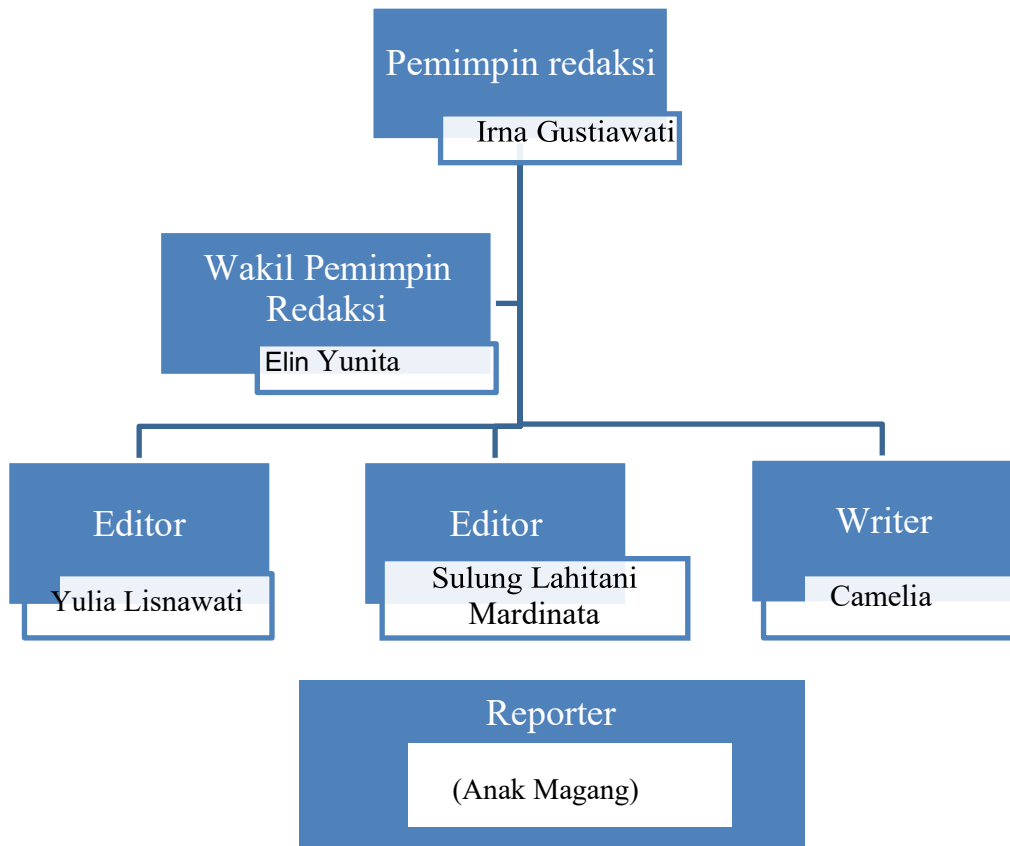 Pemimpin redaksi
Irna Gustiawati
Wakil Pemimpin
Redaksi
Elin Yunita
Editor
Yulia Lisnawati
Editor
Sulung Lahitani
Mardinata
Writer
Camelia
Reporter
(Anak Magang)